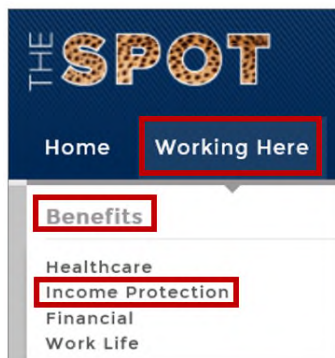 THE SPOT
Home Working Here
Benefits
Healthcare
Income Protection
Financial
Work Life